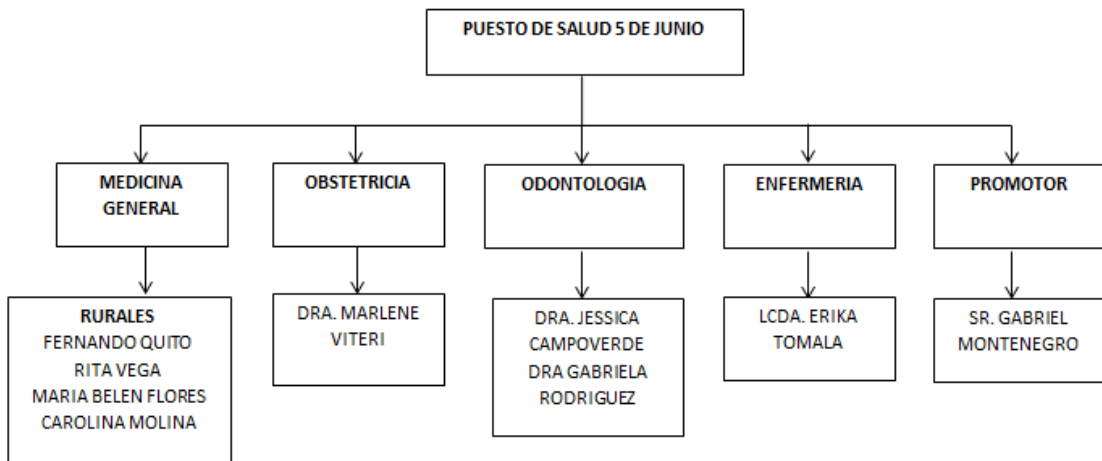 PUESTO DE SALUD 5 DE JUNIO
MEDICINA
GENERAL
OBSTETRICIA
ODONTOLOGIA
ENFERMERIA
PROMOTOR
RURALES
FERNANDO QUITO
RITA VEGA
MARIA BELEN FLORES
CAROLINA MOLINA
DRA. MARLENE
VITERI
DRA. JESSICA
CAMPOVERDE
DRA GABRIELA
RODRIGUEZ
LCDA. ERIKA
TOMALA
SR. GABRIEL
MONTENEGRO